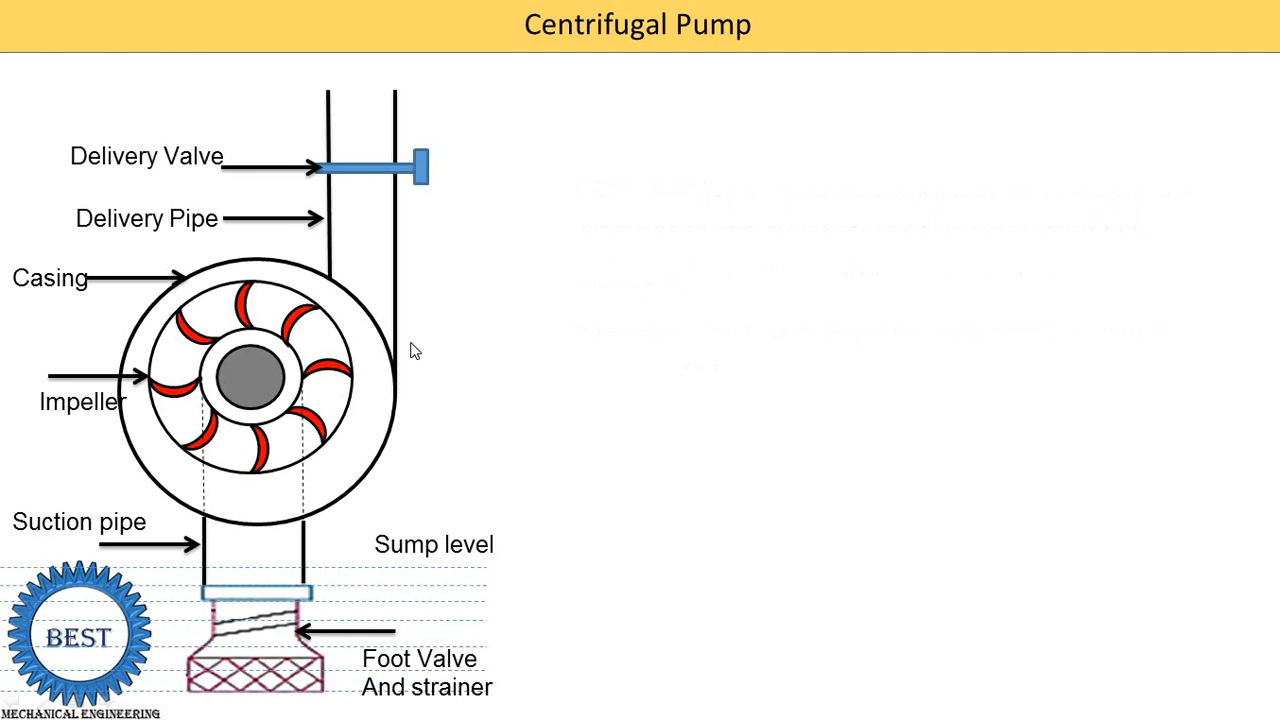 Centrifugal Pump
Delivery Valve
Delivery Pipe
Casing
Impeller
Suction pipe
Sump level
Foot Valve
And strainer
BEST
MECHANICAL ENGINEERING